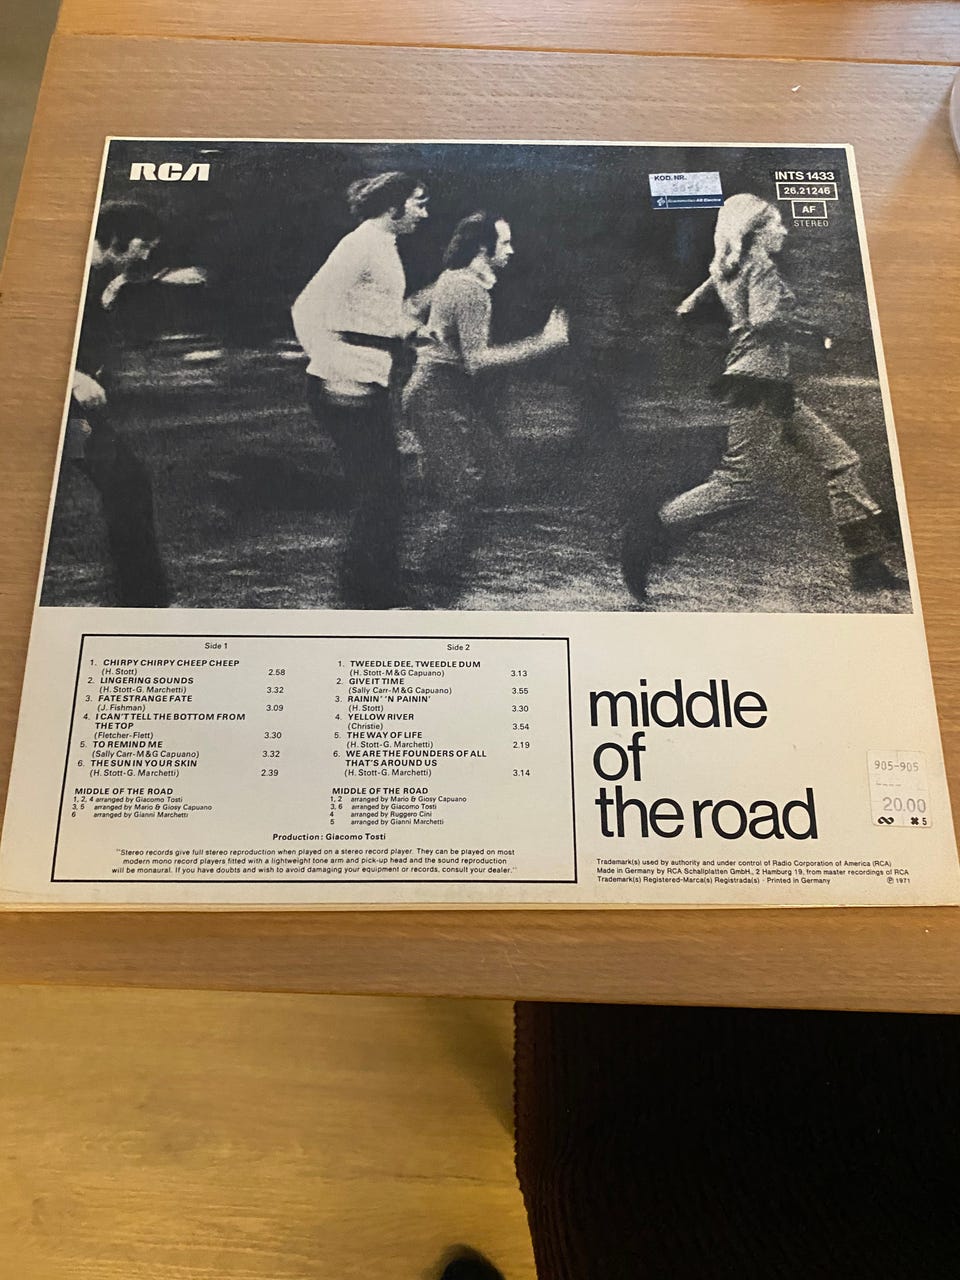 RCA
KOD. NR.
INTS 1433
26.21246
AF
STEREO
Side 1
1. CHIRPY CHIRPY CHEEP CHEEP
(H. Stott) 2.58
2. LINGERING SOUNDS
(H. Stott-G. Marchetti) 3.32
3. FATE STRANGE FATE
(J. Fishman) 3.09
4. I CAN'T TELL THE BOTTOM FROM
THE TOP
(Fletcher-Flett) 3.30
5. TO REMIND ME
(Sally Carr-M & G Capuano) 3.32
6. THE SUN IN YOUR SKIN
(H. Stott-G. Marchetti) 2.39
MIDDLE OF THE ROAD
1, 2, 4 arranged by Giacomo Tosti
3, 5 arranged by Mario & Giosy Capuano
6 arranged by Gianni Marchetti
Side 2
1. TWEEDLE DEE, TWEEDLE DUM
(H. Stott-M & G Capuano) 3.13
2. GIVE IT TIME
(Sally Carr-M & G Capuano) 3.55
3. RAININ' 'N PAININ'
(H. Stott) 3.30
4. YELLOW RIVER
(Christie) 3.54
5. THE WAY OF LIFE
(H. Stott-G. Marchetti) 2.19
6. WE ARE THE FOUNDERS OF ALL
THAT'S AROUND US
(H. Stott-G. Marchetti) 3.14
MIDDLE OF THE ROAD
1, 2 arranged by Mario & Giosy Capuano
3, 6 arranged by Giacomo Tosti
4 arranged by Ruggero Cini
5 arranged by Gianni Marchetti
Production: Giacomo Tosti
"Stereo records give full stereo reproduction when played on a stereo record player. They can be played on most
modern mono record players fitted with a lightweight tone arm and pick-up head and the sound reproduction
will be monaural. If you have doubts and wish to avoid damaging your equipment or records, consult your dealer."
middle
of
the road
905-905
20.00
5
Trademark(s) used by authority and under control of Radio Corporation of America (RCA)
Made in Germany by RCA Schallplatten GmbH., 2 Hamburg 19, from master recordings of RCA
Trademark(s) Registered-Marca(s) Registrada(s) - Printed in Germany ℗ 1971